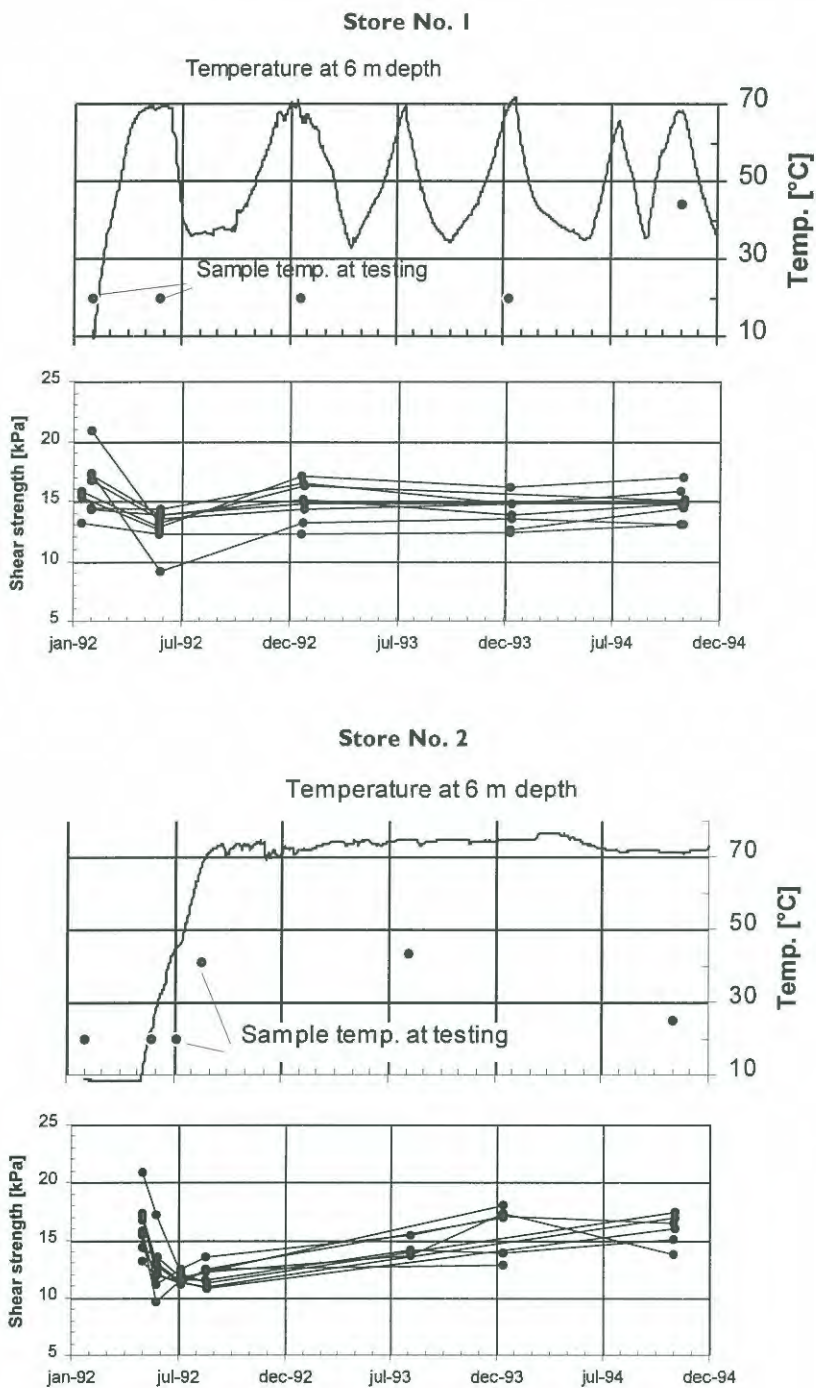 Store No. 1
Temperature at 6 m depth
70
50
30
10
Temp. [°C]
Sample temp. at testing
25
20
15
10
5
Shear strength [kPa]
jan-92 jul-92 dec-92 jul-93 dec-93 jul-94 dec-94
Store No. 2
Temperature at 6 m depth
70
50
30
10
Temp. [°C]
Sample temp. at testing
25
20
15
10
5
Shear strength [kPa]
jan-92 jul-92 dec-92 jul-93 dec-93 jul-94 dec-94